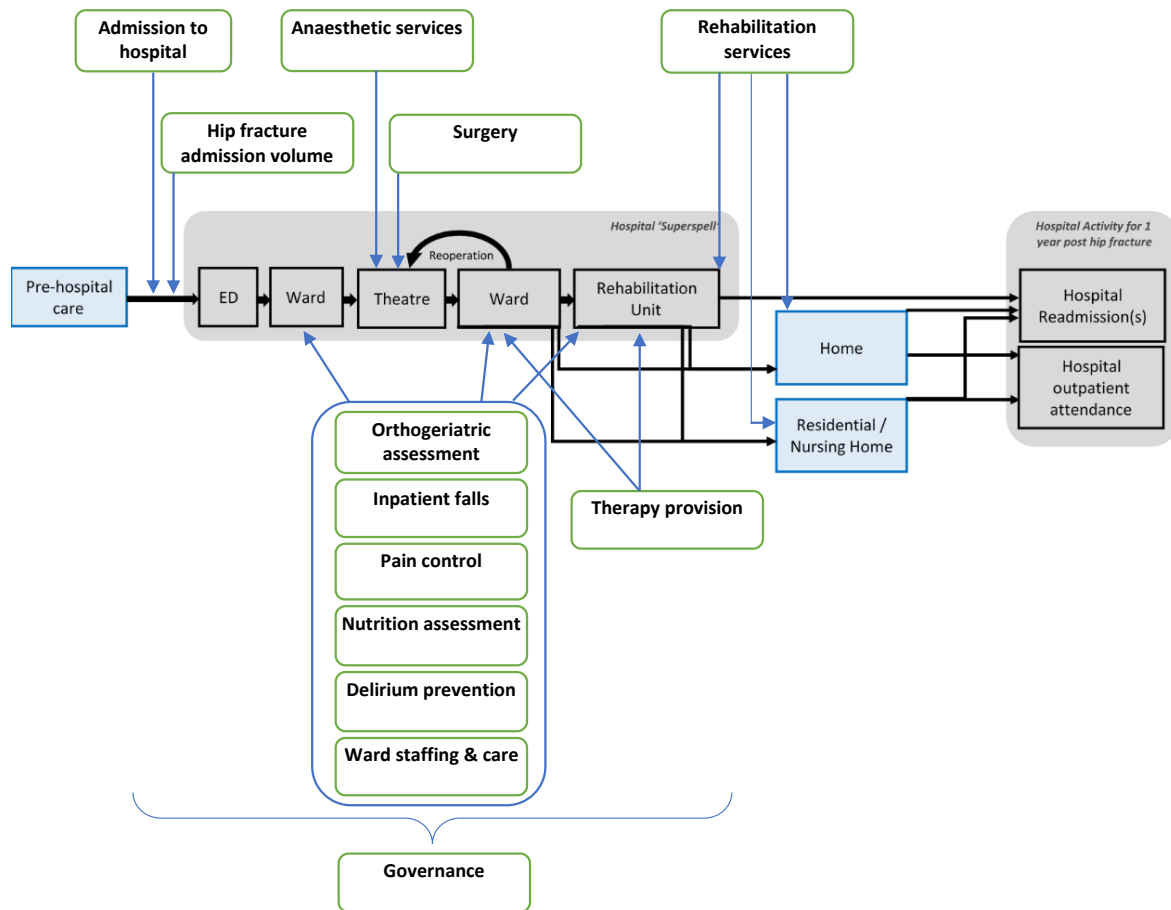 Admission to
hospital
Anaesthetic services
Rehabilitation
services
Hip fracture
admission volume
Surgery
Hospital ‘Superspell’
Hospital Activity for 1
year post hip fracture
Reoperation
Pre-hospital
care
ED
Ward
Theatre
Ward
Rehabilitation
Unit
Hospital
Readmission(s)
Home
Hospital
outpatient
attendance
Residential /
Nursing Home
Orthogeriatric
assessment
Inpatient falls
Therapy provision
Pain control
Nutrition assessment
Delirium prevention
Ward staffing & care
Governance